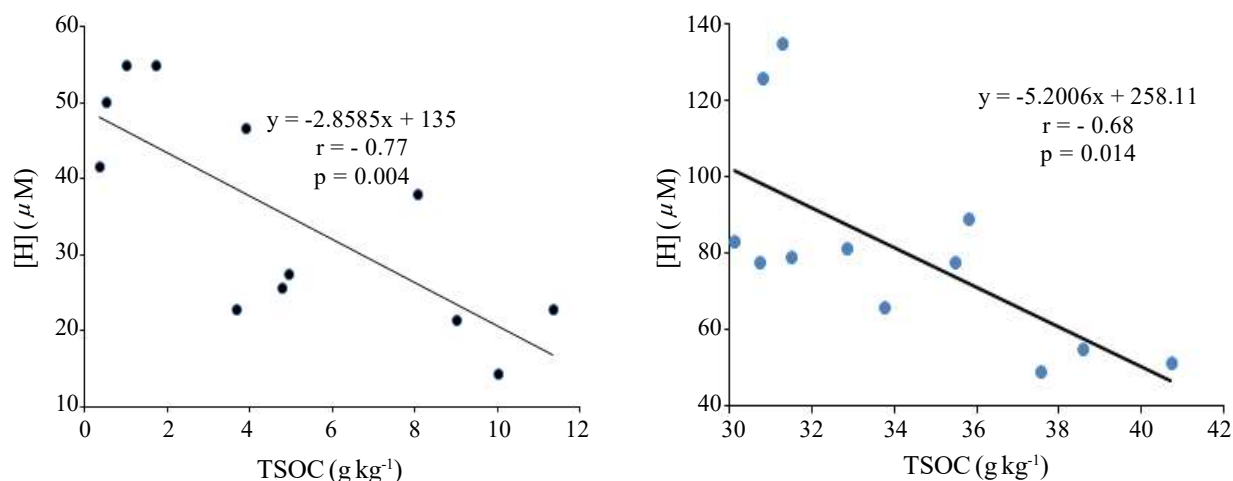 60
50
40
30
20
10
0 2 4 6 8 10 12
[H] ( μ M)
TSOC (g kg⁻¹)
y = -2.8585x + 135
r = - 0.77
p = 0.004
140
120
100
80
60
40
30 32 34 36 38 40 42
[H] ( μ M)
TSOC (g kg⁻¹)
y = -5.2006x + 258.11
r = - 0.68
p = 0.014